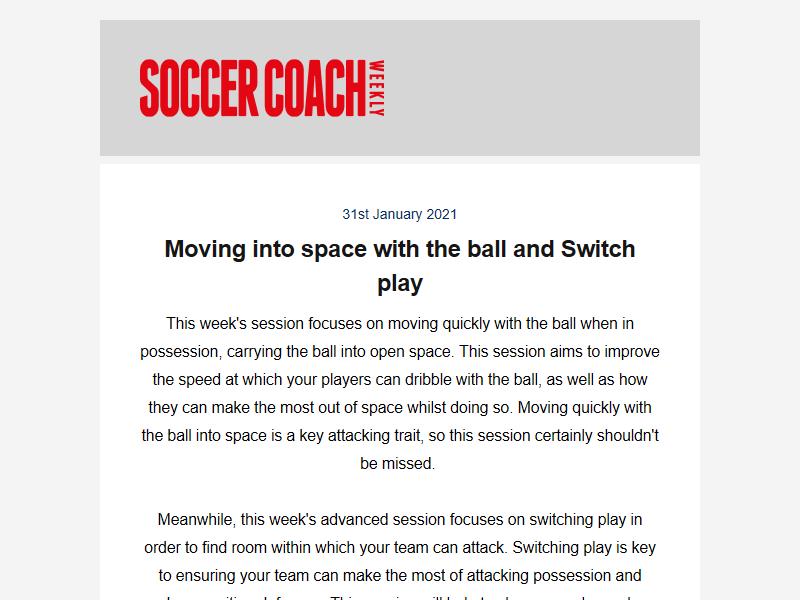 SOCCER COACH WEEKLY
31st January 2021
Moving into space with the ball and Switch
play
This week's session focuses on moving quickly with the ball when in
possession, carrying the ball into open space. This session aims to improve
the speed at which your players can dribble with the ball, as well as how
they can make the most out of space whilst doing so. Moving quickly with
the ball into space is a key attacking trait, so this session certainly shouldn't
be missed.
Meanwhile, this week's advanced session focuses on switching play in
order to find room within which your team can attack. Switching play is key
to ensuring your team can make the most of attacking possession and